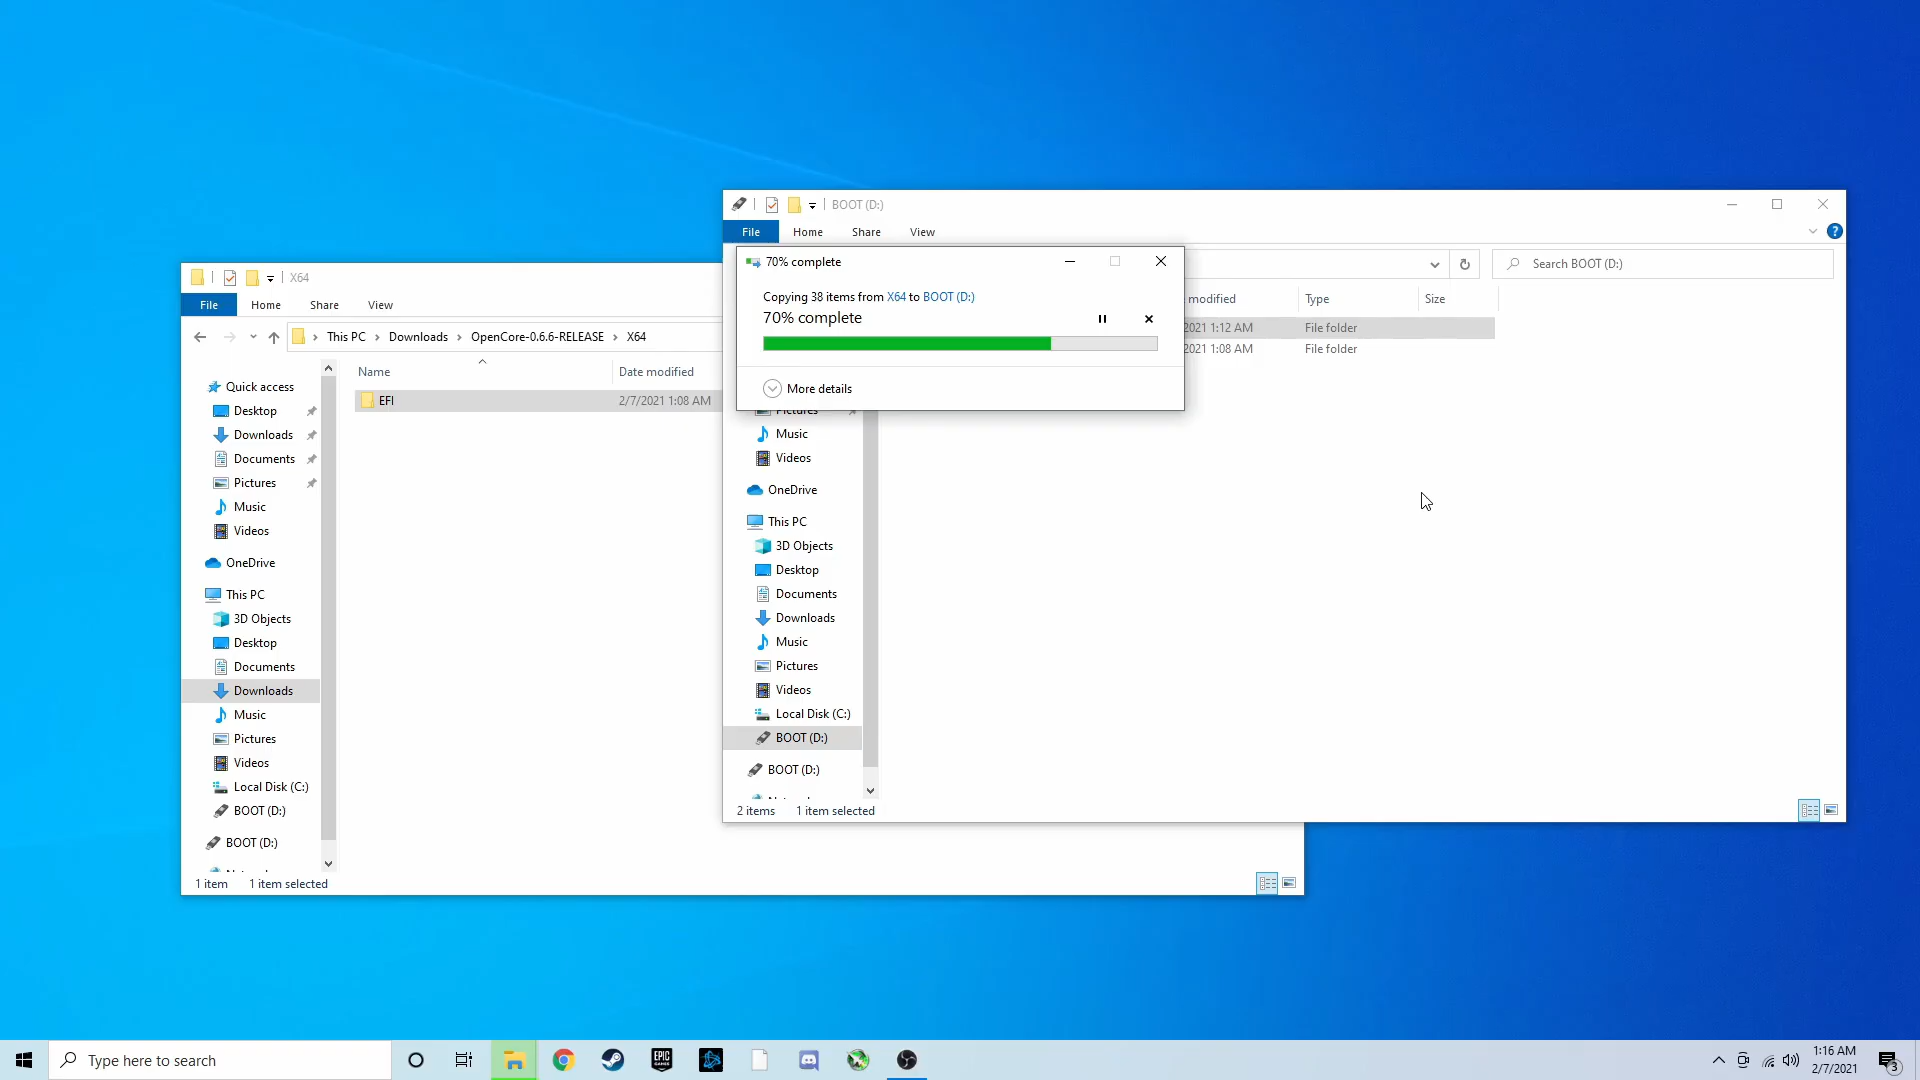 BOOT (D:)
File
Home
Share
View
Search BOOT (D:)
70% complete
Copying 38 items from X64 to BOOT (D:)
70% complete
More details
modified
Type
Size
2021 1:12 AM
File folder
2021 1:08 AM
File folder
Pictures
Music
Videos
OneDrive
This PC
3D Objects
Desktop
Documents
Downloads
Music
Pictures
Videos
Local Disk (C:)
BOOT (D:)
BOOT (D:)
2 items
1 item selected
X64
File
Home
Share
View
This PC > Downloads > OpenCore-0.6.6-RELEASE > X64
Name
Date modified
EFI
2/7/2021 1:08 AM
Quick access
Desktop
Downloads
Documents
Pictures
Music
Videos
OneDrive
This PC
3D Objects
Desktop
Documents
Downloads
Music
Pictures
Videos
Local Disk (C:)
BOOT (D:)
BOOT (D:)
1 item
1 item selected
Type here to search
EPIC
GAMES
1:16 AM
2/7/2021
3